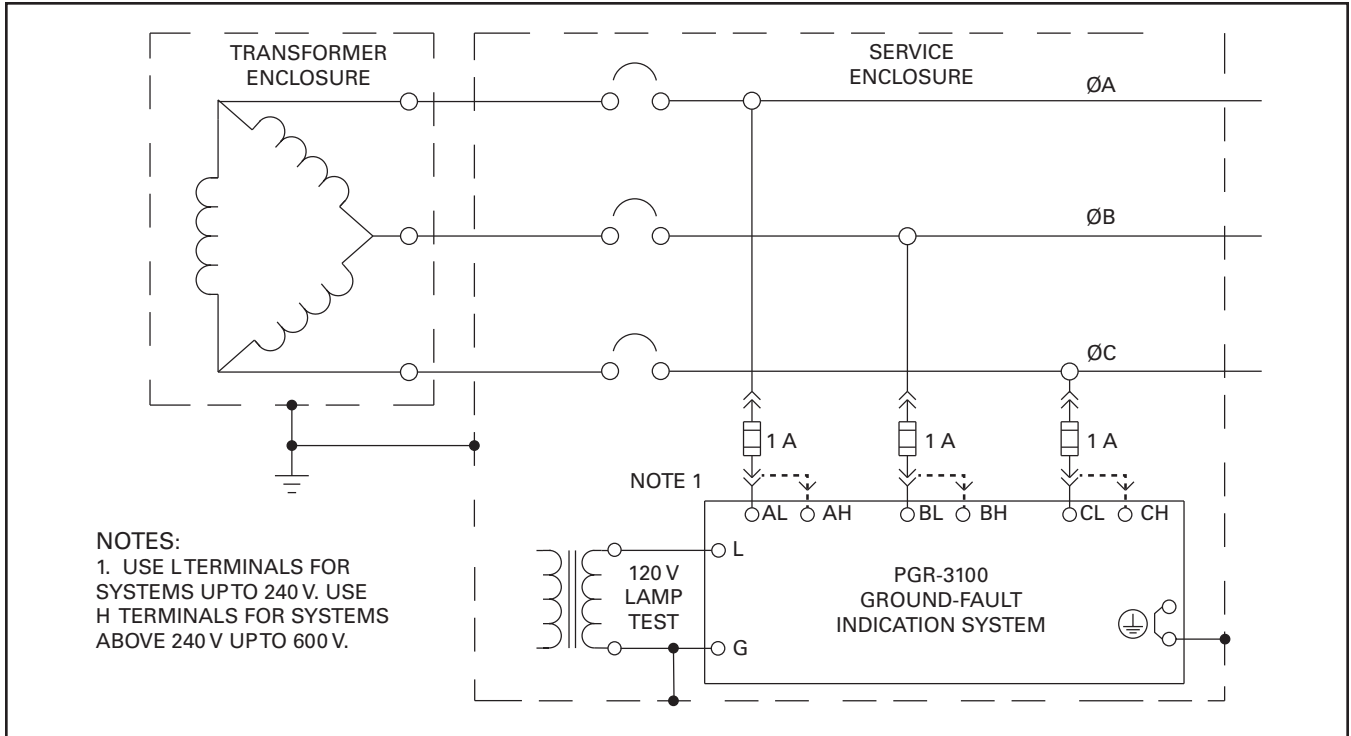 TRANSFORMER
ENCLOSURE
SERVICE
ENCLOSURE
ØA
ØB
ØC
1 A
1 A
1 A
NOTE 1
AL
AH
BL
BH
CL
CH
NOTES:
1. USE L TERMINALS FOR
SYSTEMS UP TO 240 V. USE
H TERMINALS FOR SYSTEMS
ABOVE 240 V UP TO 600 V.
L
120 V
LAMP
TEST
G
PGR-3100
GROUND-FAULT
INDICATION SYSTEM